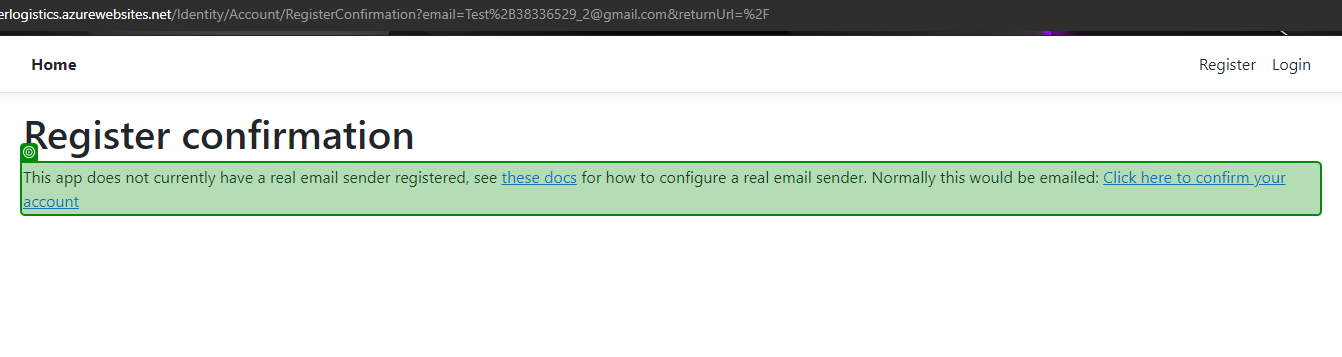 erlogistics.azurewebsites.net/Identity/Account/RegisterConfirmation?email=Test%2B38336529_2@gmail.com&returnUrl=%2F
Home Register Login
Register confirmation
This app does not currently have a real email sender registered, see these docs for how to configure a real email sender. Normally this would be emailed: Click here to confirm your
account